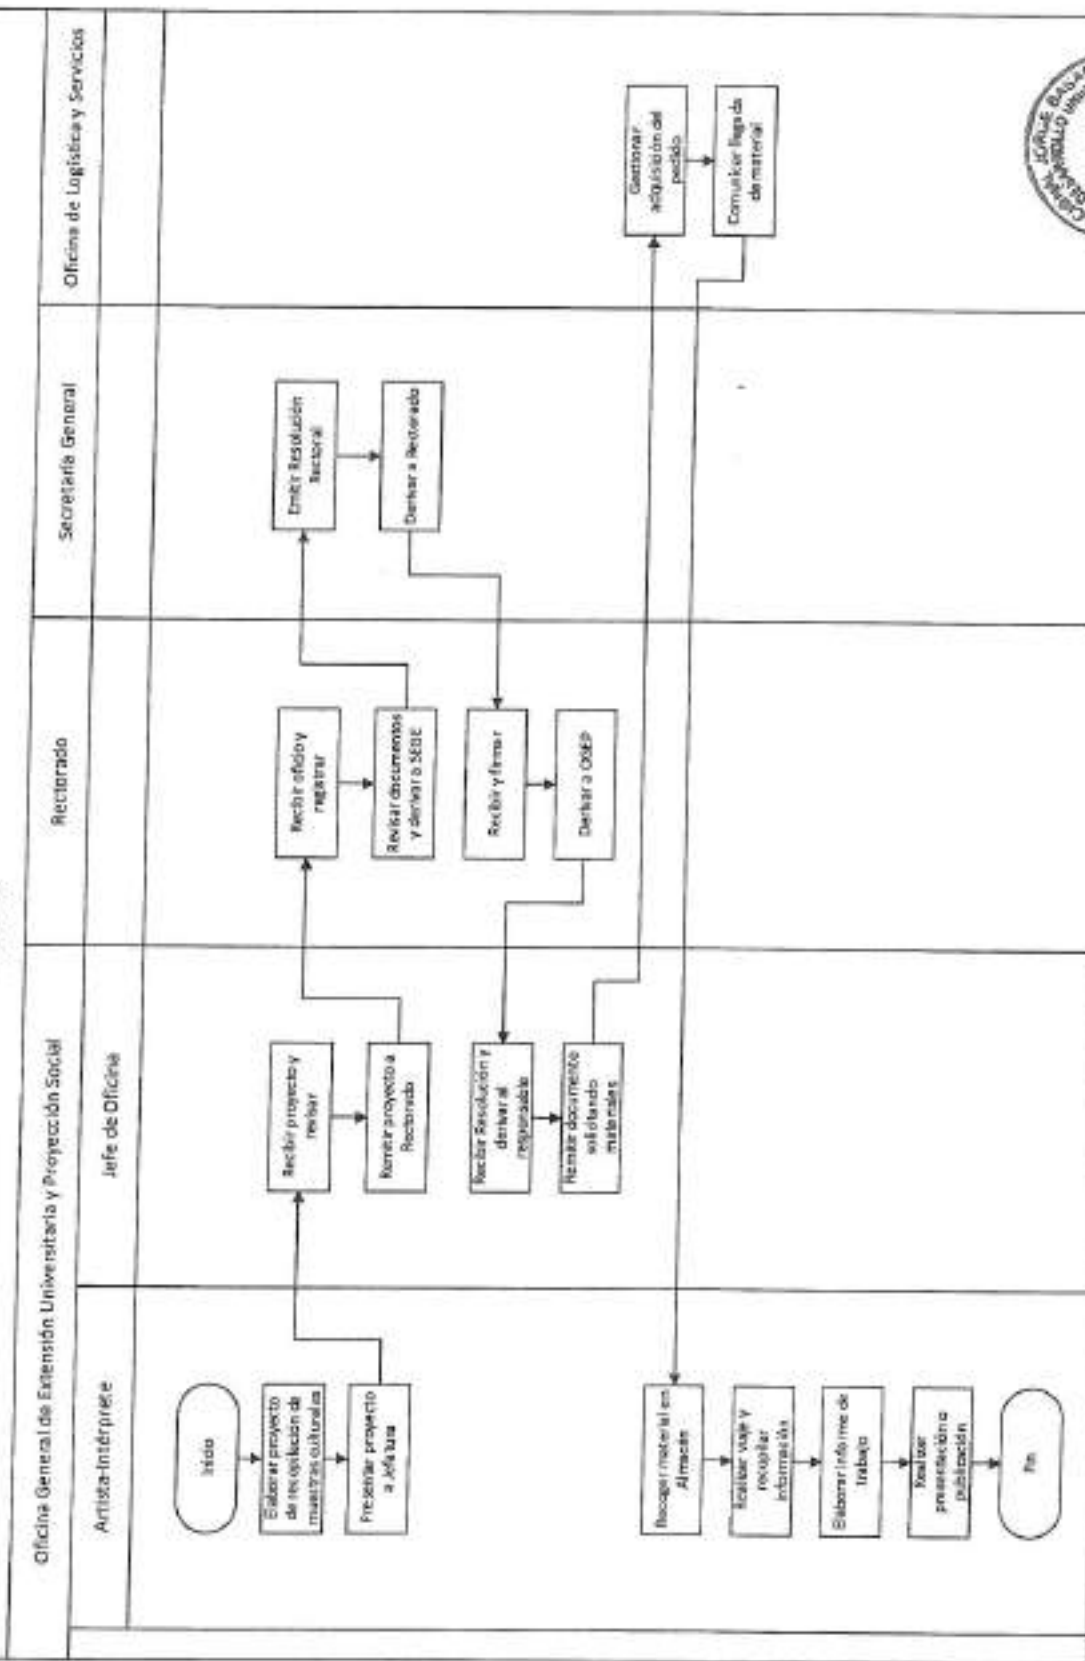 Oficina General de Extensión Universitaria y Proyección Social
Rectorado
Secretaría General
Oficina de Logística y Servicios
Artista-Intérprete
Jefe de Oficina
Inicio
Elaborar proyecto
de recopilación de
muestras culturales
Presentar proyecto
a Jefatura
Recibir proyecto y
revisar
Remitir proyecto a
Rectorado
Recibir oficio y
registrar
Revisar documentos
y derivar a SEGE
Emitir Resolución
Rectoral
Derivar a Rectorado
Recibir y firmar
Derivar a OGEP
Recibir Resolución y
derivar al
responsable
Remitir documento
solicitando
materiales
Gestionar
adquisición del
pedido
Comunicar llegada
de material
Recoger material en
Almacén
Realizar viaje y
recopilar
información
Elaborar informe de
trabajo
Realizar
presentación o
publicación
Fin
JORGE BASA